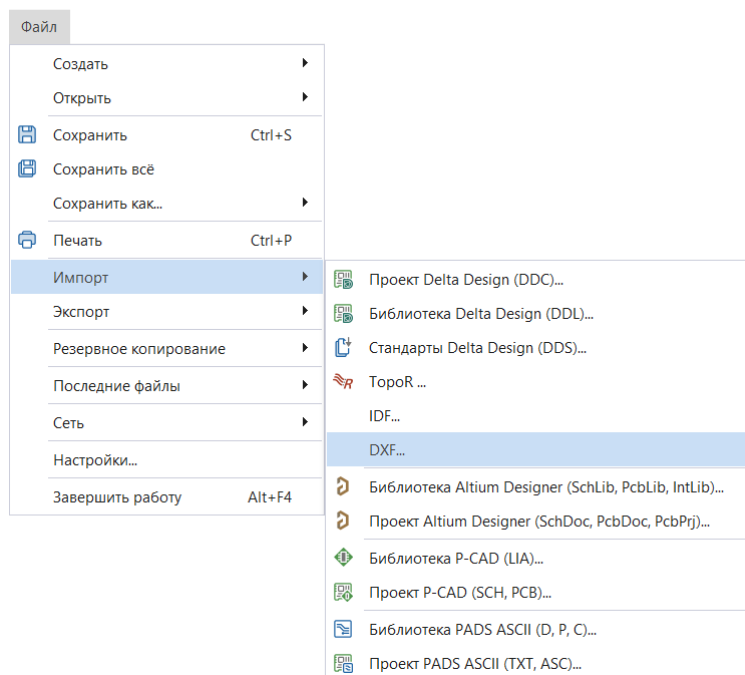 Файл
Создать
Открыть
Сохранить Ctrl+S
Сохранить всё
Сохранить как...
Печать Ctrl+P
Импорт
Экспорт
Резервное копирование
Последние файлы
Сеть
Настройки...
Завершить работу Alt+F4
Проект Delta Design (DDC)...
Библиотека Delta Design (DDL)...
Стандарты Delta Design (DDS)...
TopoR ...
IDF...
DXF...
Библиотека Altium Designer (SchLib, PcbLib, IntLib)...
Проект Altium Designer (SchDoc, PcbDoc, PcbPrj)...
Библиотека P-CAD (LIA)...
Проект P-CAD (SCH, PCB)...
Библиотека PADS ASCII (D, P, C)...
Проект PADS ASCII (TXT, ASC)...